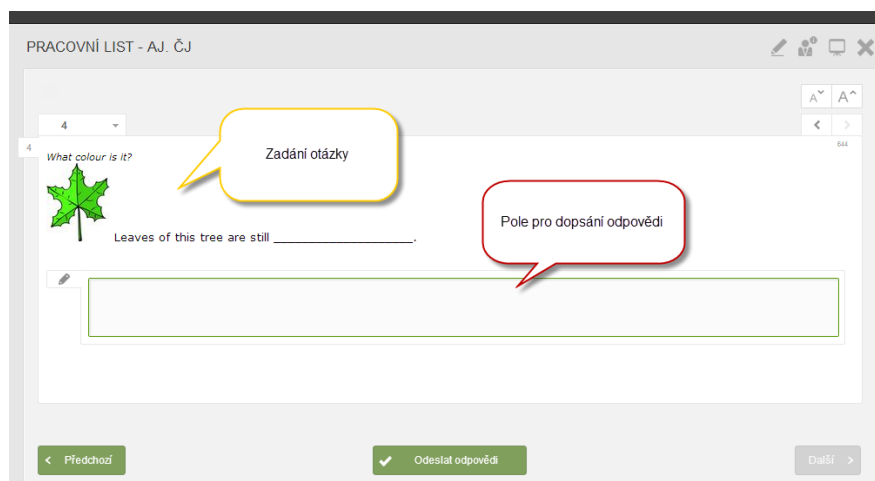 PRACOVNÍ LIST - AJ. ČJ
A˅ A^
4
4
644
What colour is it?
Zadání otázky
Pole pro dopsání odpovědi
Leaves of this tree are still ____________________.
Předchozí
Odeslat odpovědi
Další